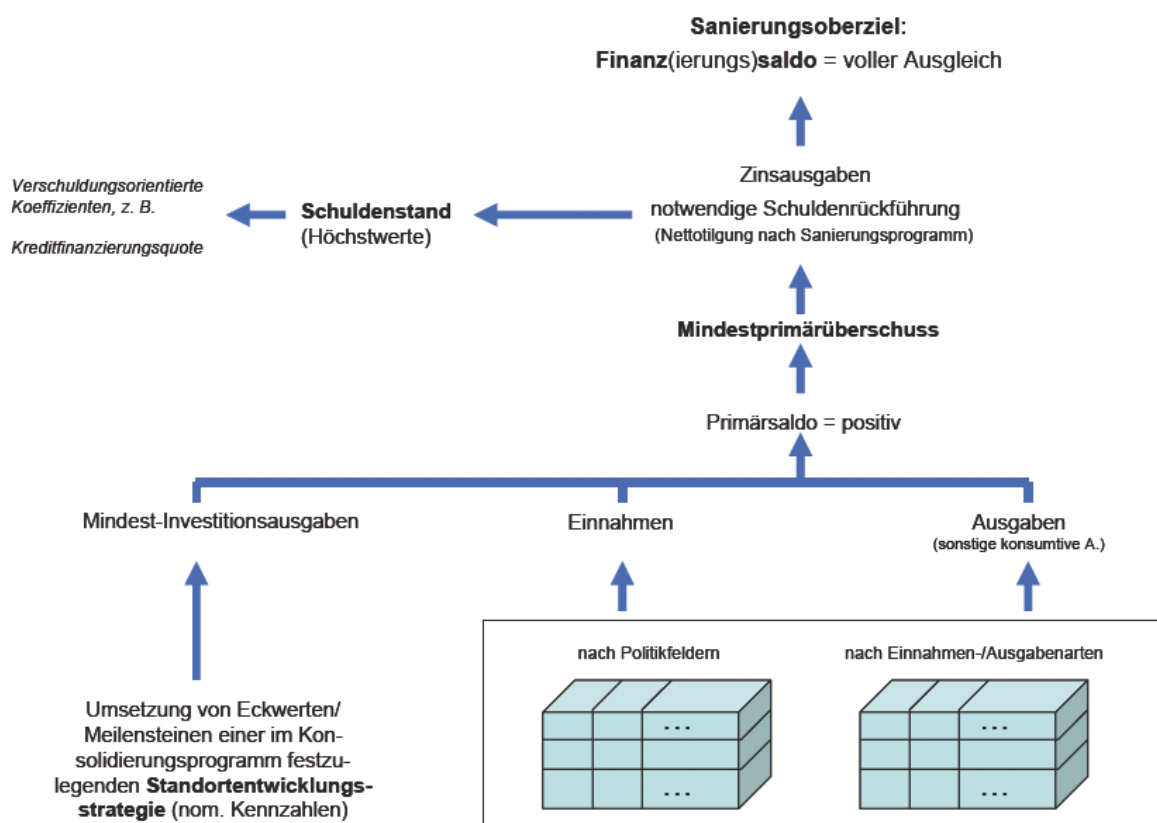 Sanierungsoberziel:
Finanz(ierungs)saldo = voller Ausgleich
Zinsausgaben
notwendige Schuldenrückführung
(Nettotilgung nach Sanierungsprogramm)
Verschuldungsorientierte
Koeffizienten, z. B.
Kreditfinanzierungsquote
Schuldenstand
(Höchstwerte)
Mindestprimärüberschuss
Primärsaldo = positiv
Mindest-Investitionsausgaben
Einnahmen
Ausgaben
(sonstige konsumtive A.)
nach Politikfeldern
nach Einnahmen-/Ausgabenarten
...
...
...
...
Umsetzung von Eckwerten/
Meilensteinen einer im Kon-
solidierungsprogramm festzu-
legenden Standortentwicklungs-
strategie (nom. Kennzahlen)